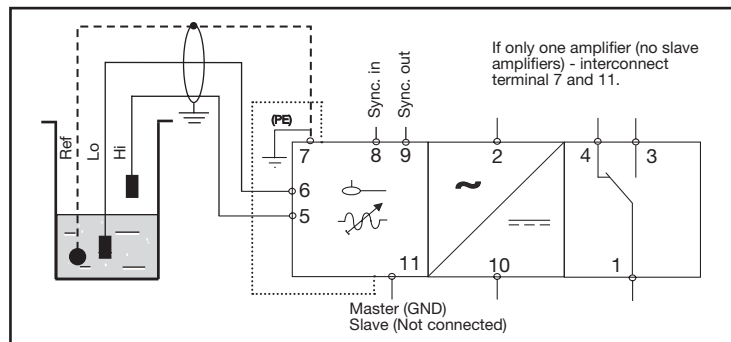 If only one amplifier (no slave
amplifiers) - interconnect
terminal 7 and 11.
Sync. in
Sync. out
(PE)
Ref
Lo
Hi
7
8
9
2
4
3
6
5
~
11
10
1
Master (GND)
Slave (Not connected)